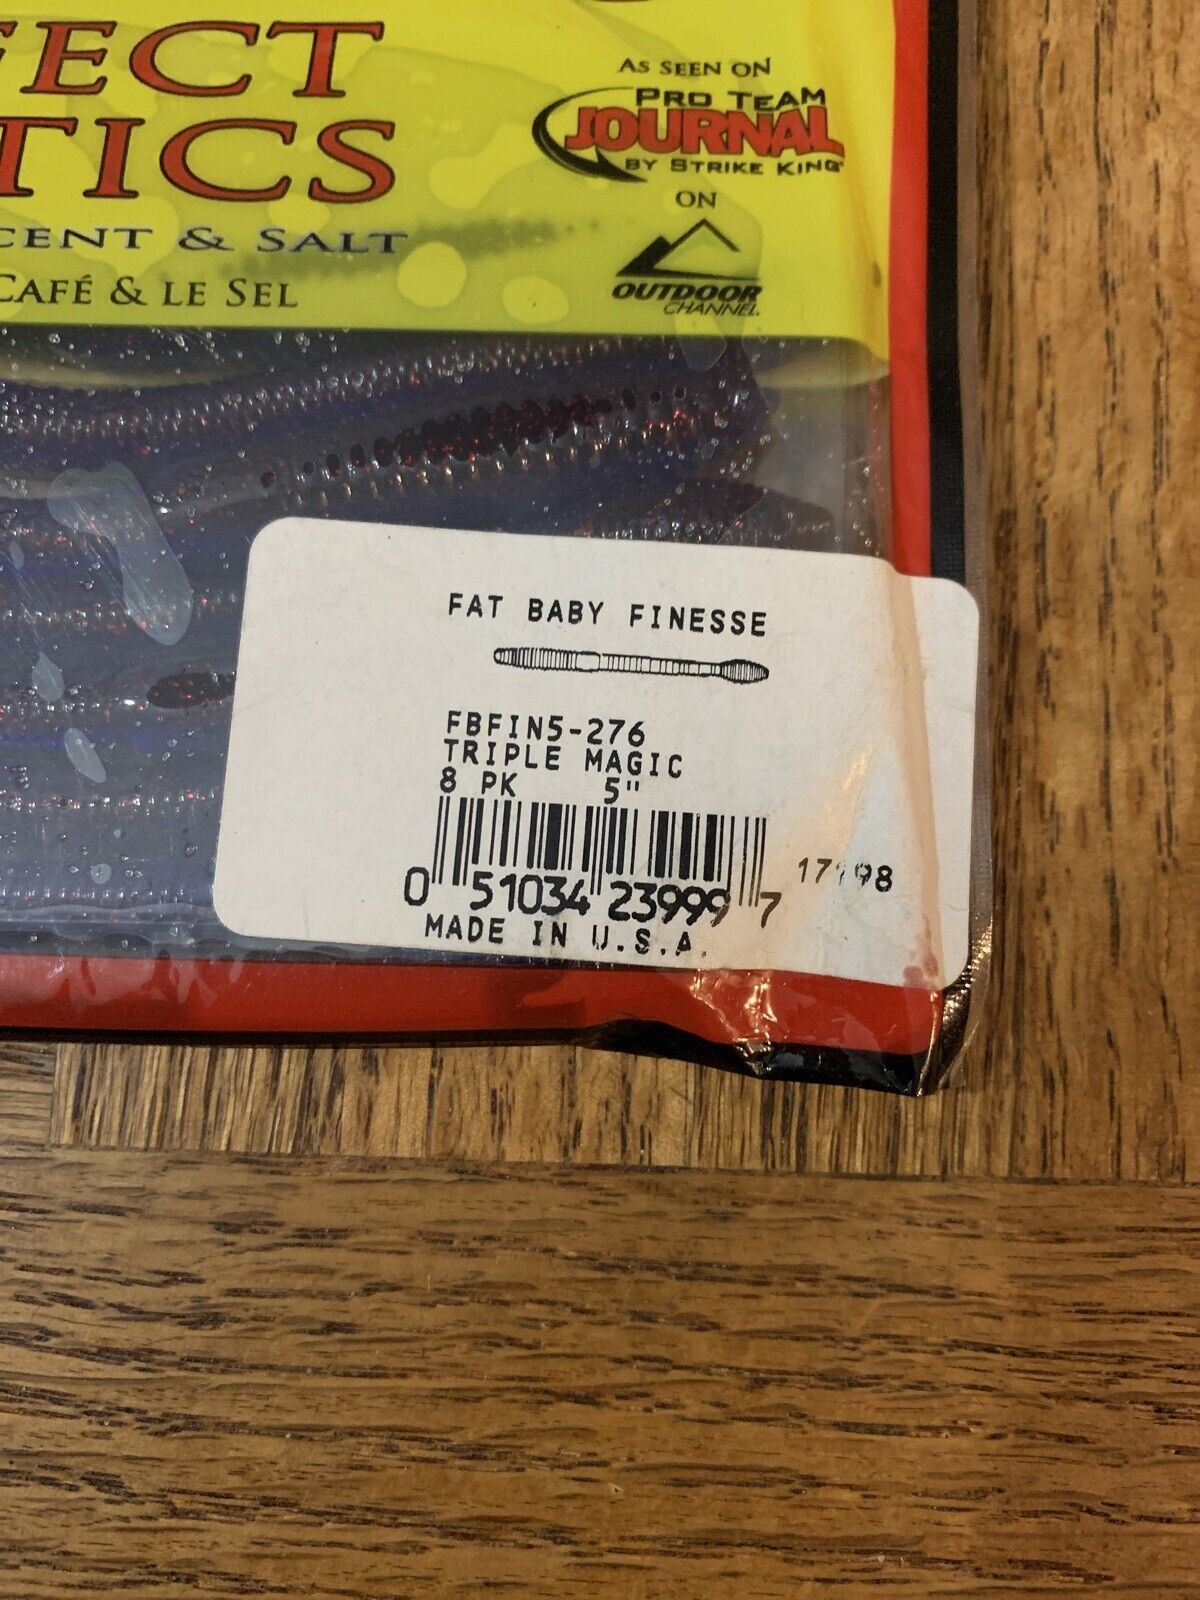 FECT
TICS
CENT & SALT
CAFÉ & LE SEL
AS SEEN ON
PRO TEAM
JOURNAL
BY STRIKE KING
ON
OUTDOOR
CHANNEL
FAT BABY FINESSE
FBFIN5-276
TRIPLE MAGIC
8 PK 5"
0 51034 23999 7
MADE IN U.S.A.